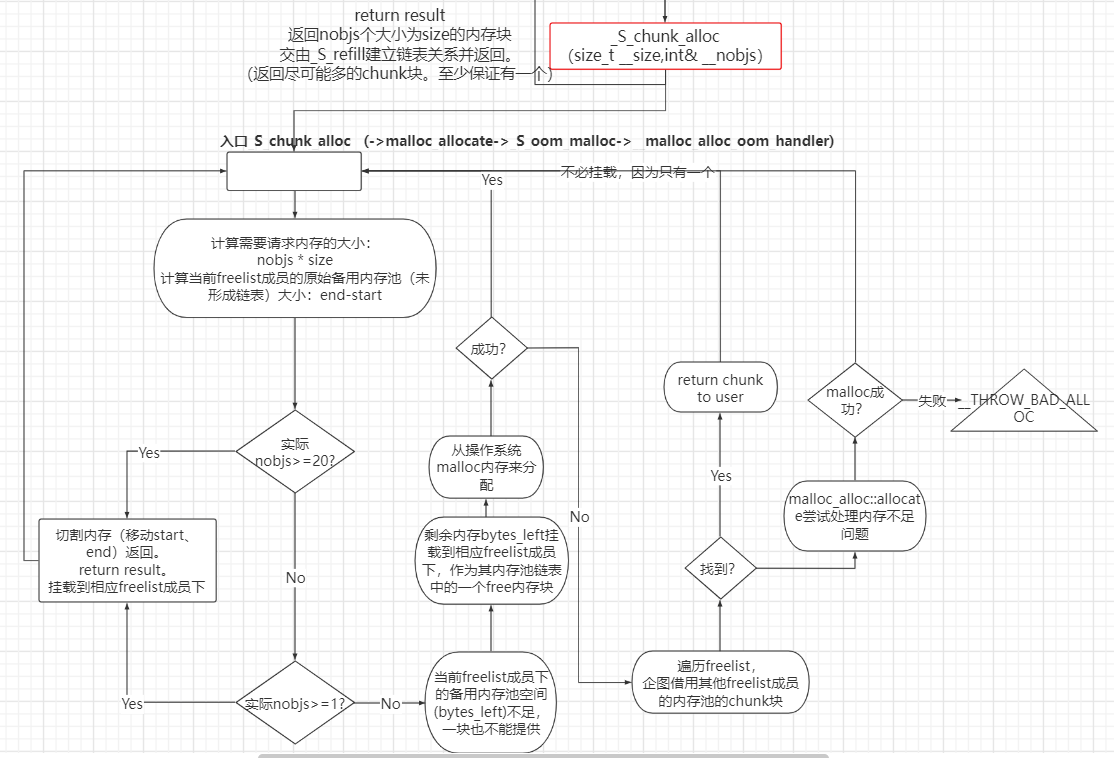 return result
返回nobjs个大小为size的内存块
交由_S_refill建立链表关系并返回。
（返回尽可能多的chunk块。至少保证有一个）
_S_chunk_alloc
（size_t __size,int& __nobjs）
入口_S_chunk_alloc （->malloc allocate->_S_oom_malloc->__malloc_alloc_oom_handler)
不必挂载，因为只有一个
Yes
计算需要请求内存的大小：
nobjs * size
计算当前freelist成员的原始备用内存池（未
形成链表）大小：end-start
成功？
return chunk
to user
malloc成
功？
失败
__THROW_BAD_ALL
OC
实际
nobjs>=20?
Yes
从操作系统
malloc内存来分
配
Yes
No
malloc_alloc::allocat
e尝试处理内存不足
问题
切割内存（移动start、
end）返回。
return result。
挂载到相应freelist成员下
剩余内存bytes_left挂
载到相应freelist成员
下，作为其内存池链表
中的一个free内存块
找到？
No
当前freelist成员下
的备用内存池空间
(bytes_left)不足，
一块也不能提供
遍历freelist，
企图借用其他freelist成员
的内存池的chunk块
Yes
实际nobjs>=1?
No